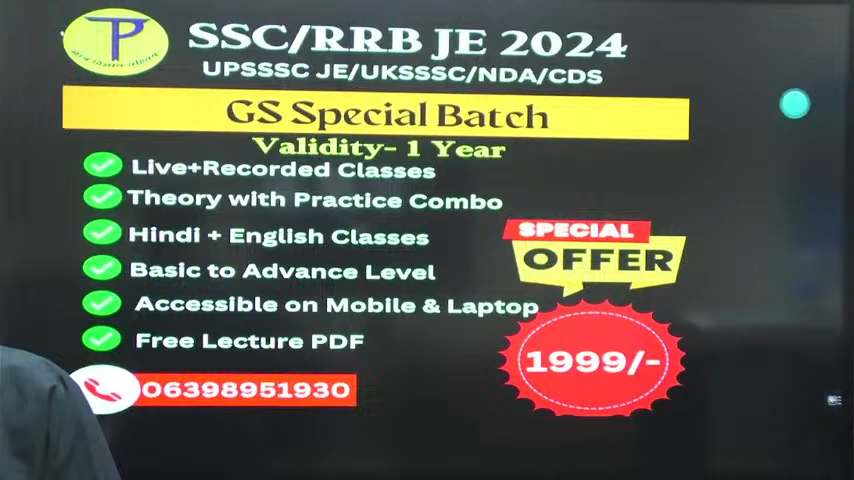 TP
SSC/RRB JE 2024
UPSSSC JE/UKSSSC/NDA/CDS
GS Special Batch
Validity- 1 Year
Live+Recorded Classes
Theory with Practice Combo
Hindi + English Classes
Basic to Advance Level
Accessible on Mobile & Laptop
Free Lecture PDF
06398951930
SPECIAL
OFFER
1999/-